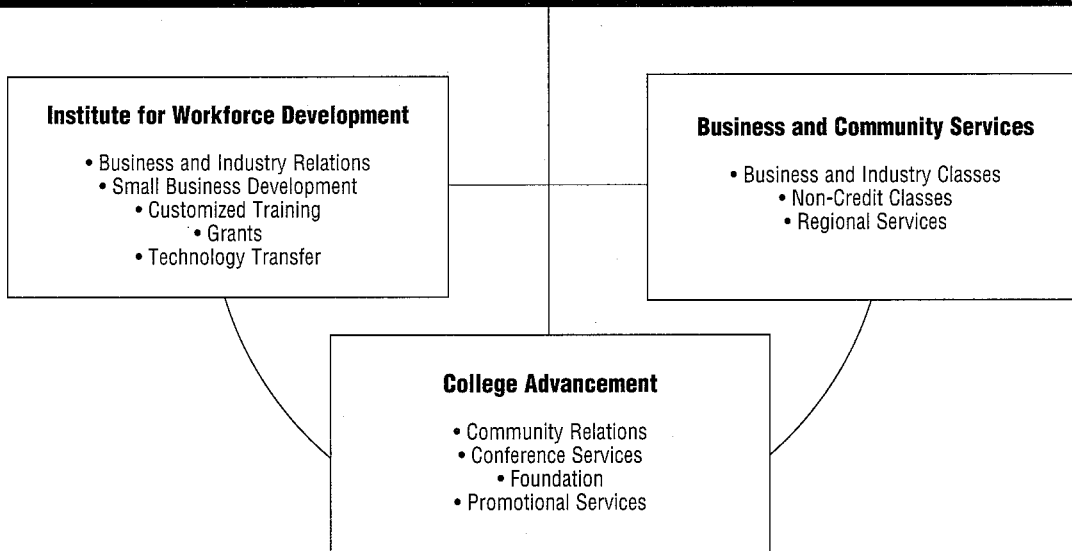 Institute for Workforce Development
• Business and Industry Relations
• Small Business Development
• Customized Training
• Grants
• Technology Transfer
Business and Community Services
• Business and Industry Classes
• Non-Credit Classes
• Regional Services
College Advancement
• Community Relations
• Conference Services
• Foundation
• Promotional Services